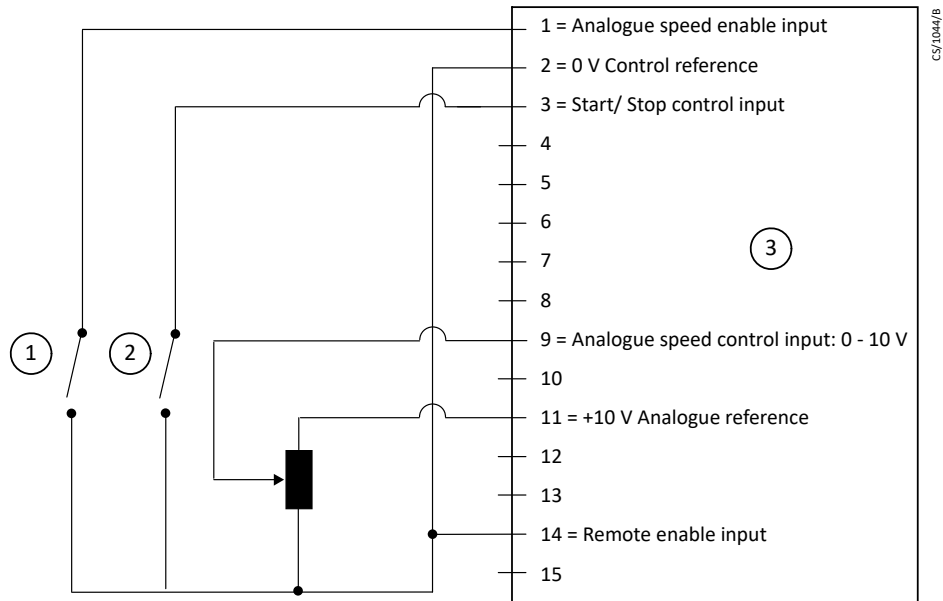 1 = Analogue speed enable input
2 = 0 V Control reference
3 = Start/ Stop control input
4
5
6
7
8
9 = Analogue speed control input: 0 - 10 V
10
11 = +10 V Analogue reference
12
13
14 = Remote enable input
15
1
2
3
CS/1044/B